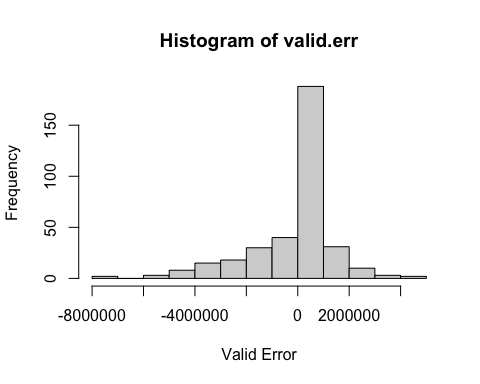 Histogram of valid.err
Frequency
0 50 100 150
-8000000 -4000000 0 2000000
Valid Error